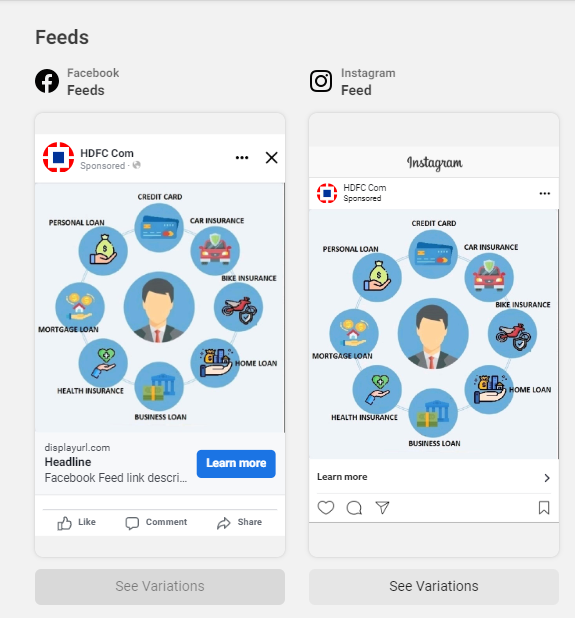 Feeds
Facebook
Feeds
HDFC Com
Sponsored ·
CREDIT CARD
PERSONAL LOAN
CAR INSURANCE
BIKE INSURANCE
MORTGAGE LOAN
HOME LOAN
HEALTH INSURANCE
BUSINESS LOAN
displayurl.com
Headline
Facebook Feed link descri...
Learn more
Like
Comment
Share
See Variations
Instagram
Feed
Instagram
HDFC Com
Sponsored
CREDIT CARD
PERSONAL LOAN
CAR INSURANCE
BIKE INSURANCE
MORTGAGE LOAN
HOME LOAN
HEALTH INSURANCE
BUSINESS LOAN
Learn more
See Variations